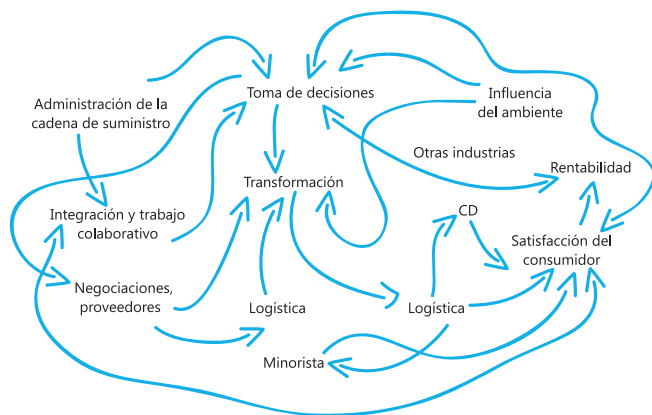 Toma de decisiones
Administración de la
cadena de suministro
Influencia
del ambiente
Otras industrias
Rentabilidad
Transformación
Integración y trabajo
colaborativo
CD
Satisfacción del
consumidor
Negociaciones,
proveedores
Logística
Logística
Minorista